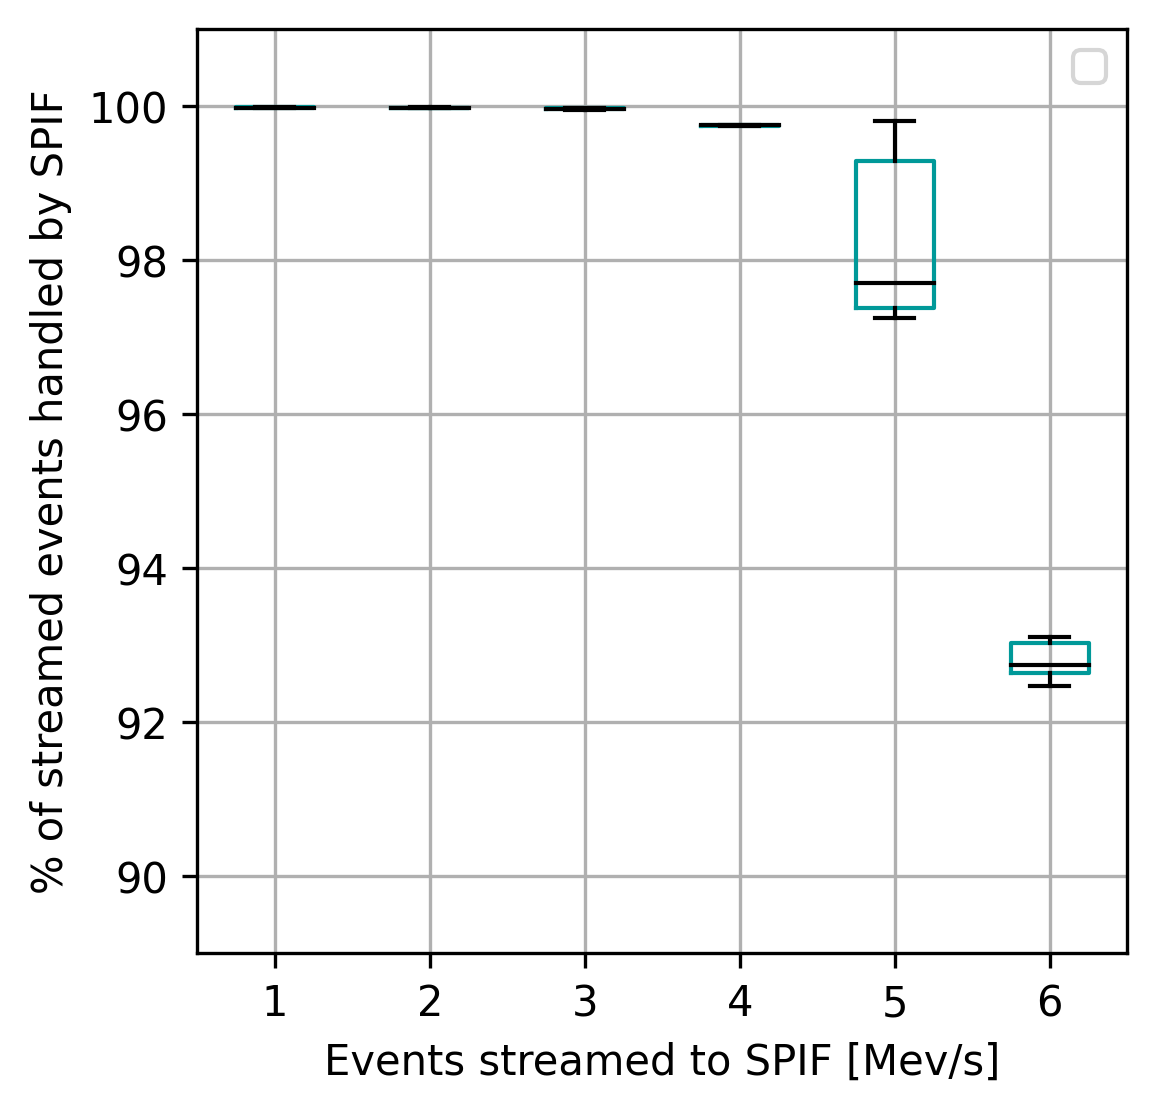 % of streamed events handled by SPIF
100
98
96
94
92
90
1 2 3 4 5 6
Events streamed to SPIF [Mev/s]